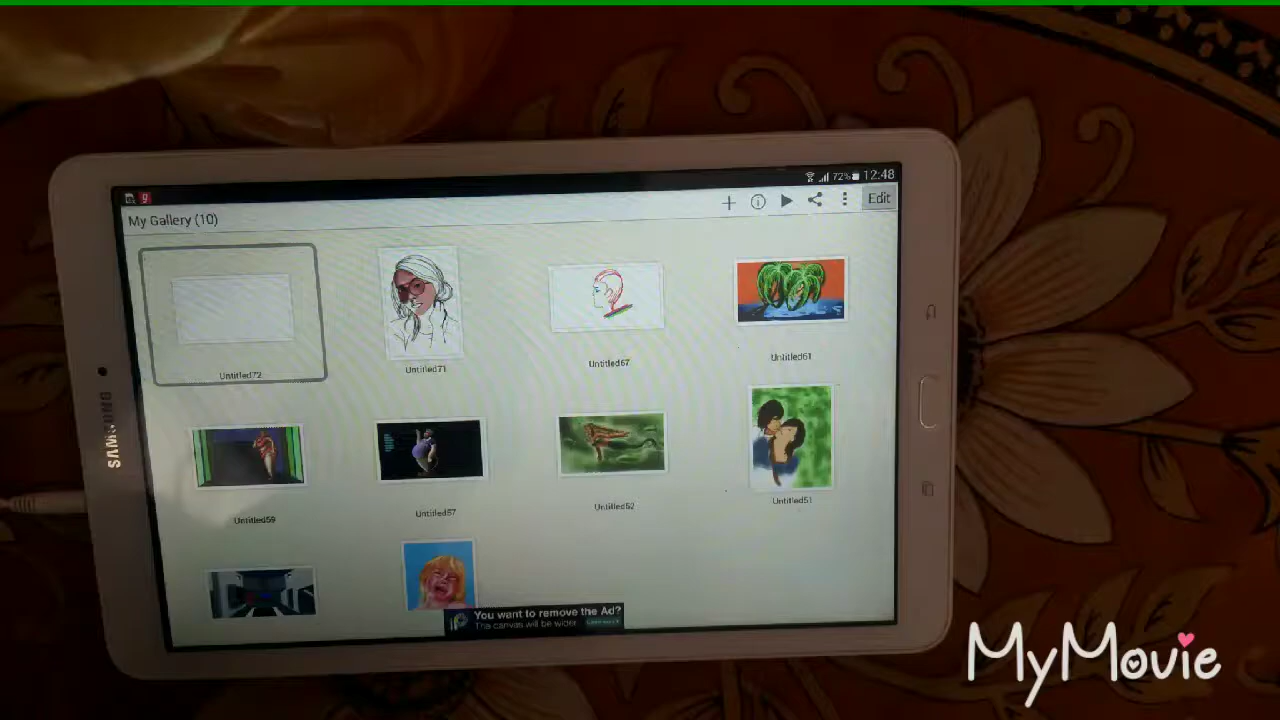 72% 12:48
My Gallery (10)
Edit
Untitled72
Untitled71
Untitled67
Untitled61
Untitled59
Untitled57
Untitled52
Untitled51
You want to remove the Ad?
The canvas will be wider
SAMSUNG
MyMovie